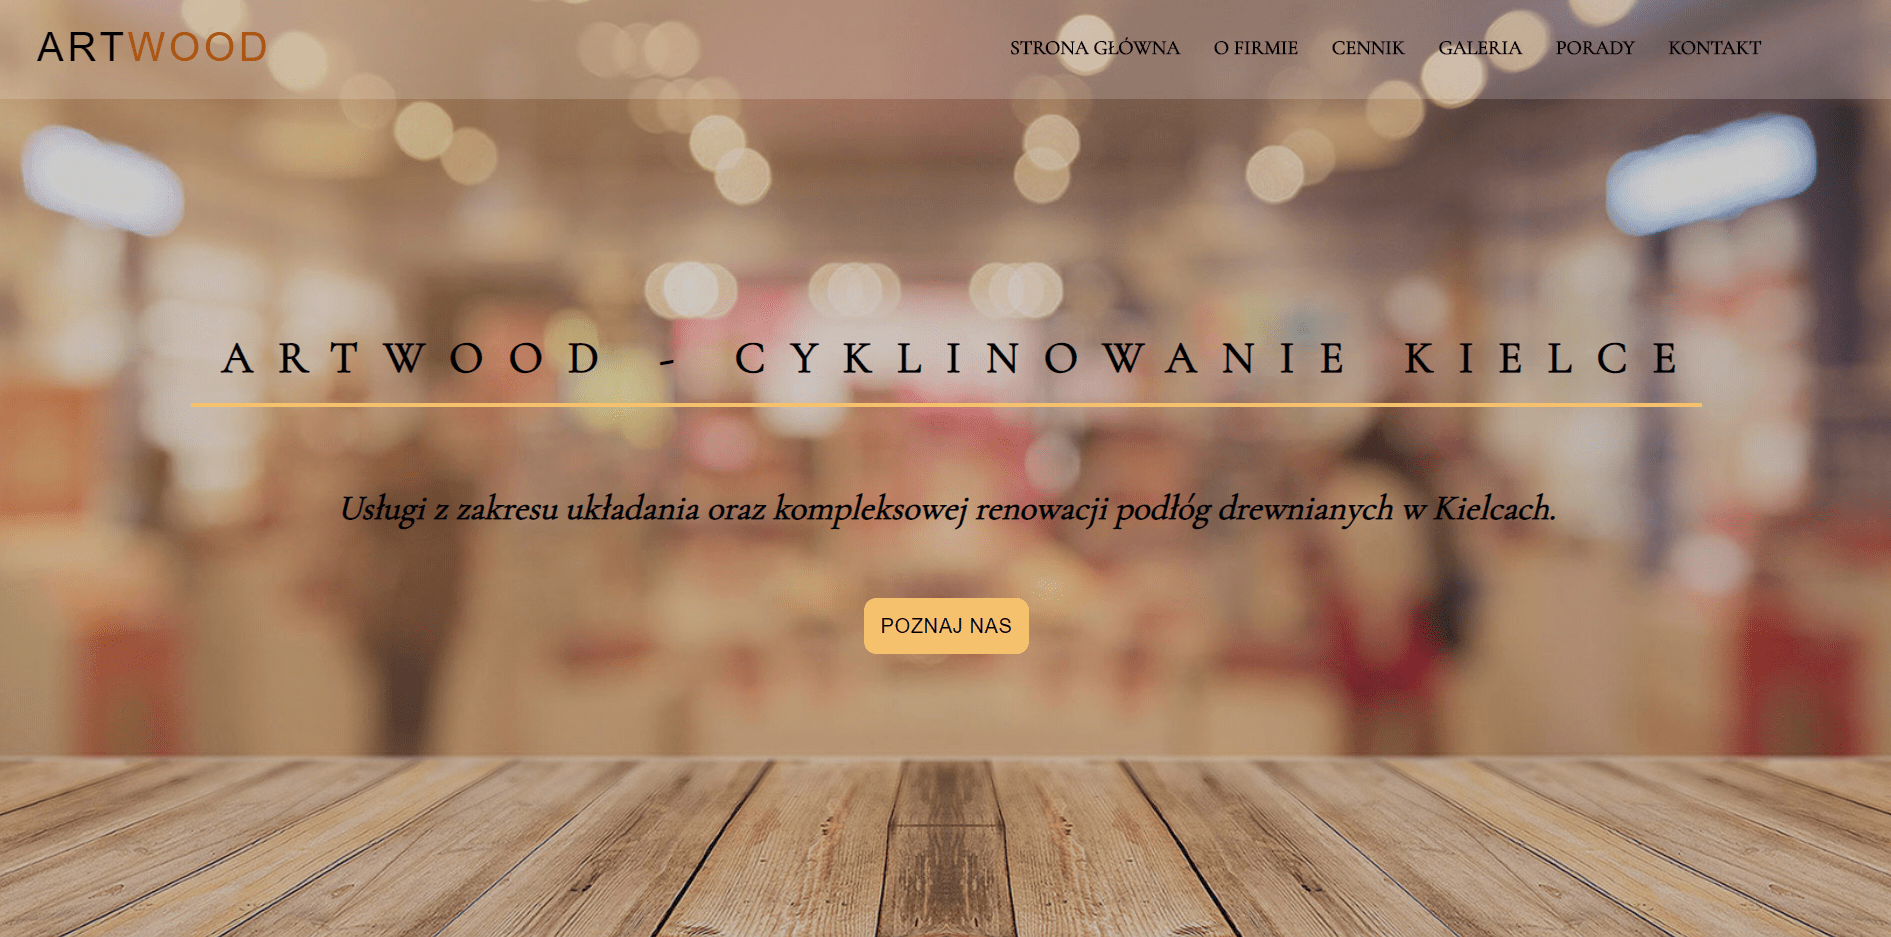 ARTWOOD
STRONA GŁÓWNA O FIRMIE CENNIK GALERIA PORADY KONTAKT
ARTWOOD - CYKLINOWANIE KIELCE
Usługi z zakresu układania oraz kompleksowej renowacji podłóg drewnianych w Kielcach.
POZNAJ NAS